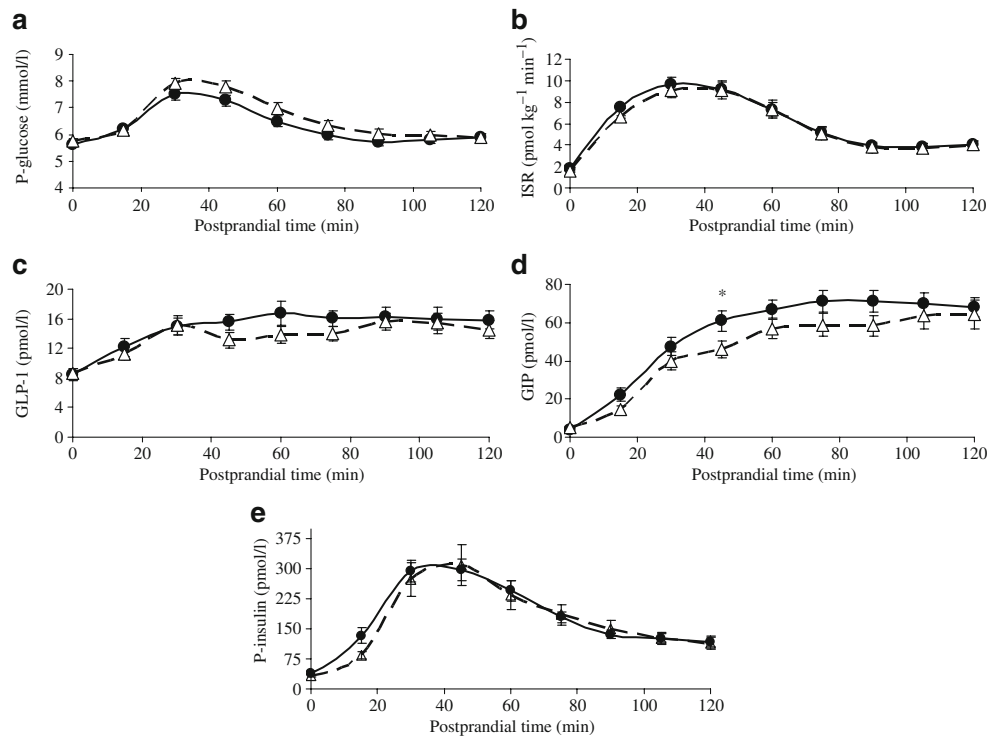 a
P-glucose (mmol/l)
9
8
7
6
5
4
0 20 40 60 80 100 120
Postprandial time (min)
b
ISR (pmol kg⁻¹ min⁻¹)
12
10
8
6
4
2
0
0 20 40 60 80 100 120
Postprandial time (min)
c
GLP-1 (pmol/l)
20
16
12
8
4
0
0 20 40 60 80 100 120
Postprandial time (min)
d
GIP (pmol/l)
80
60
40
20
0
*
0 20 40 60 80 100 120
Postprandial time (min)
e
P-insulin (pmol/l)
375
300
225
150
75
0
0 20 40 60 80 100 120
Postprandial time (min)